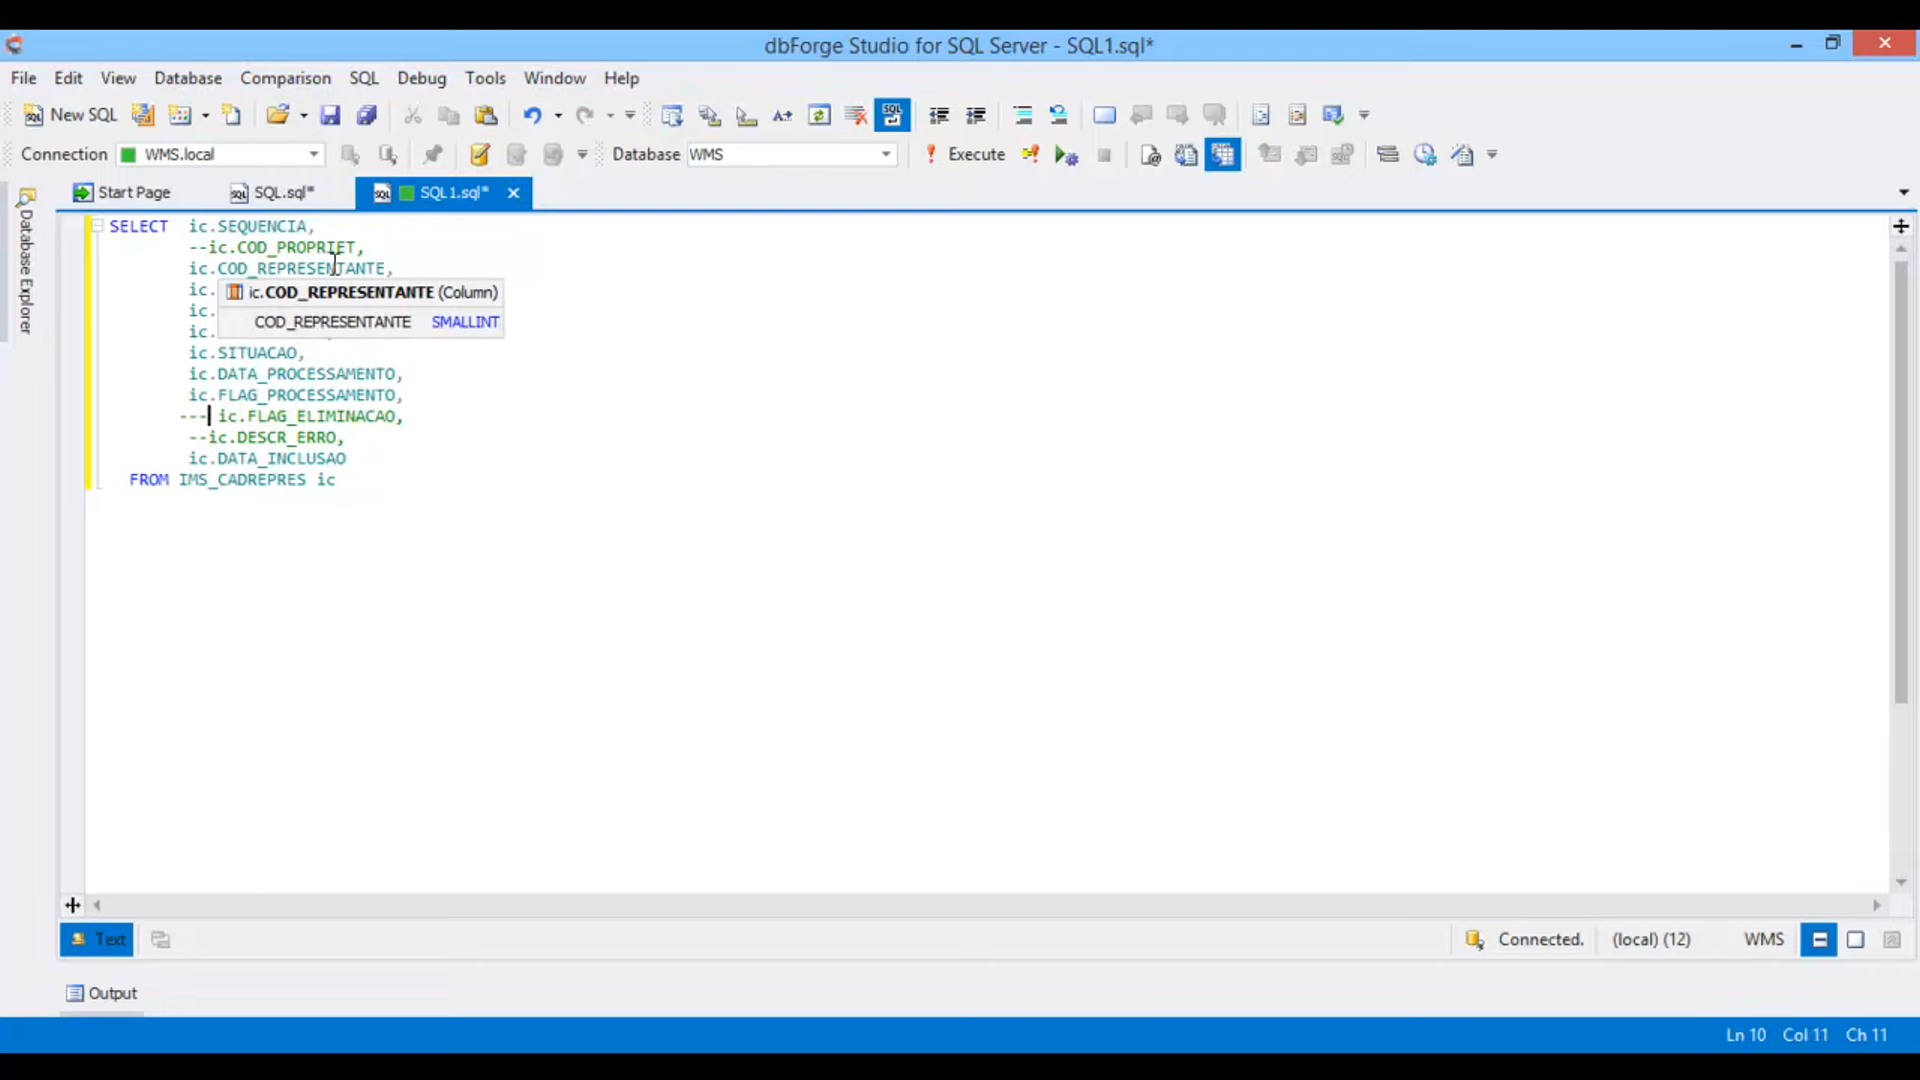 dbForge Studio for SQL Server - SQL1.sql*
File Edit View Database Comparison SQL Debug Tools Window Help
New SQL
Connection WMS.local Database WMS Execute
Start Page SQL.sql* SQL1.sql*
Database Explorer
SELECT ic.SEQUENCIA,
--ic.COD_PROPRIET,
ic.COD_REPRESENTANTE,
ic.
ic.COD_REPRESENTANTE (Column)
ic.
COD_REPRESENTANTE SMALLINT
ic.
ic.SITUACAO,
ic.DATA_PROCESSAMENTO,
ic.FLAG_PROCESSAMENTO,
--- ic.FLAG_ELIMINACAO,
--ic.DESCR_ERRO,
ic.DATA_INCLUSAO
FROM IMS_CADREPRES ic
Text Connected. (local) (12) WMS
Output
Ln 10 Col 11 Ch 11